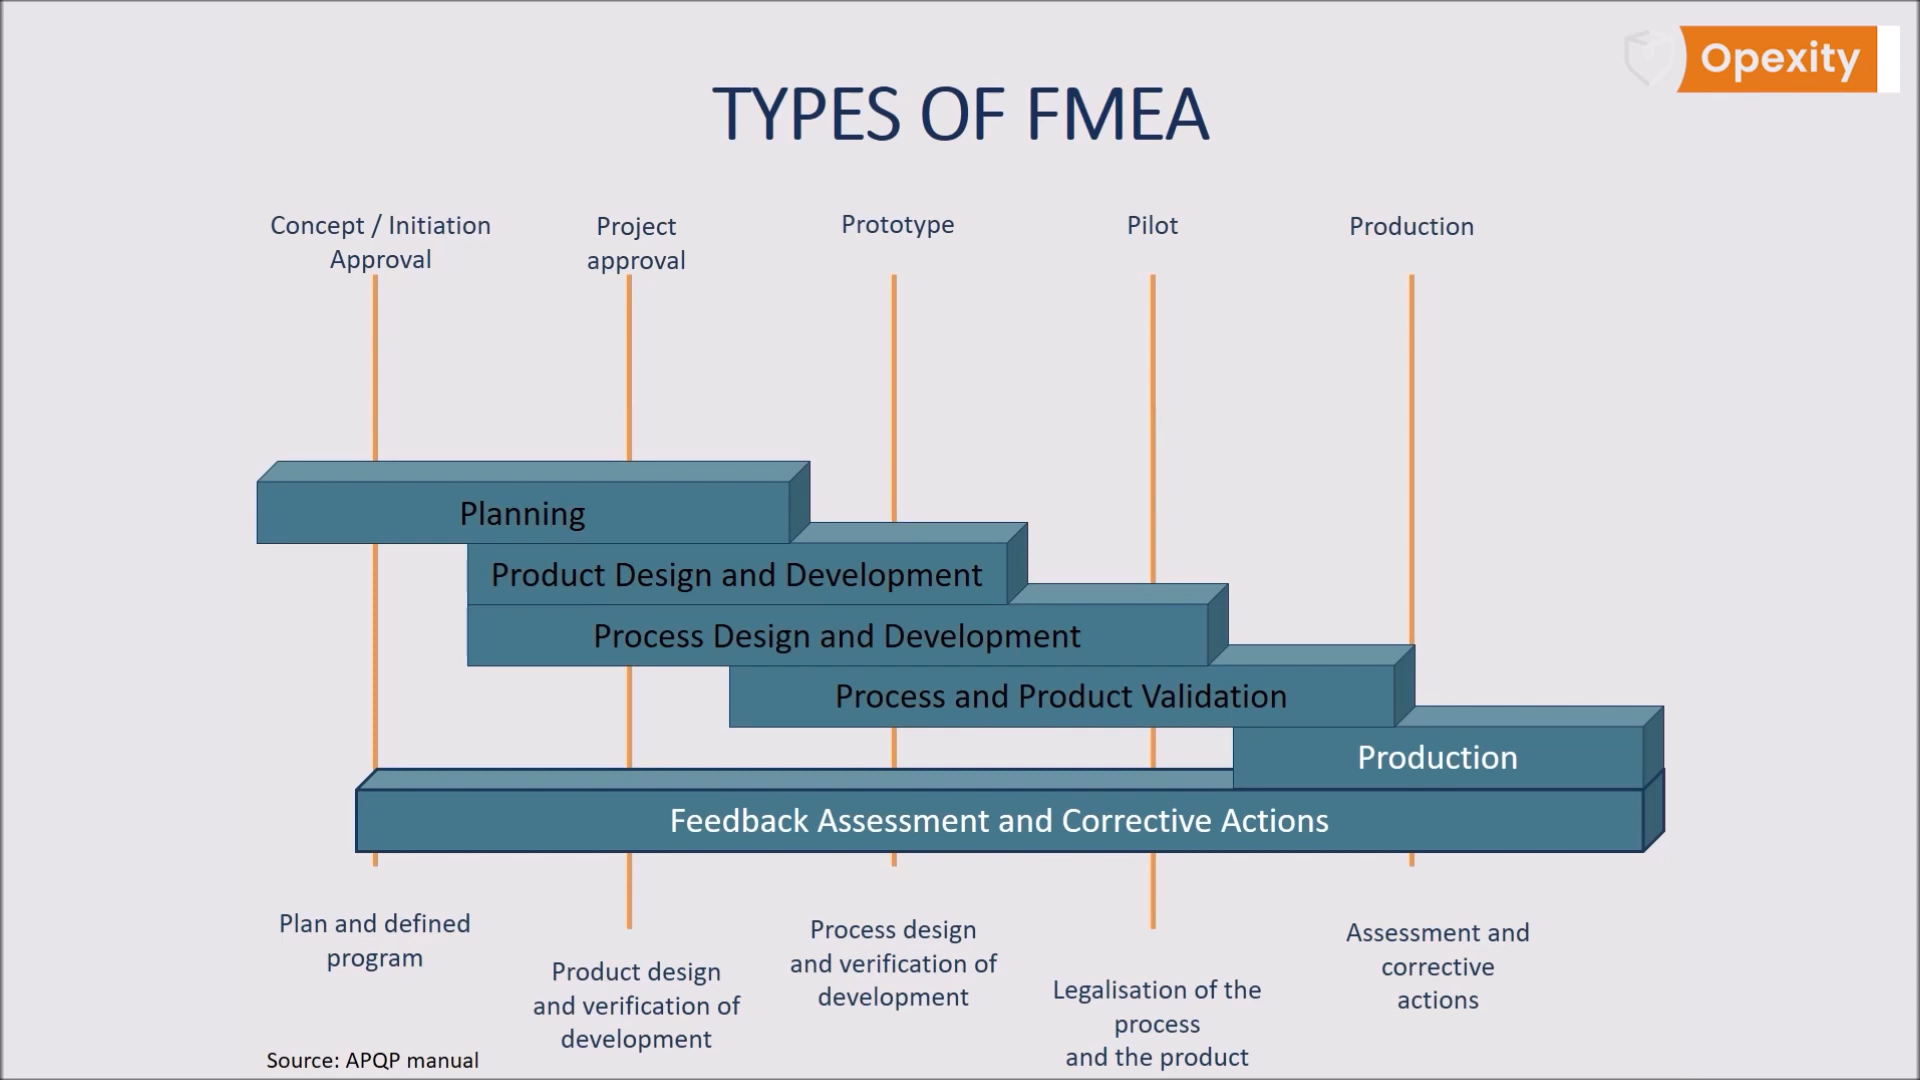 Opexity
TYPES OF FMEA
Concept / Initiation
Approval
Project
approval
Prototype
Pilot
Production
Planning
Product Design and Development
Process Design and Development
Process and Product Validation
Production
Feedback Assessment and Corrective Actions
Plan and defined
program
Product design
and verification of
development
Process design
and verification of
development
Legalisation of the
process
and the product
Assessment and
corrective
actions
Source: APQP manual